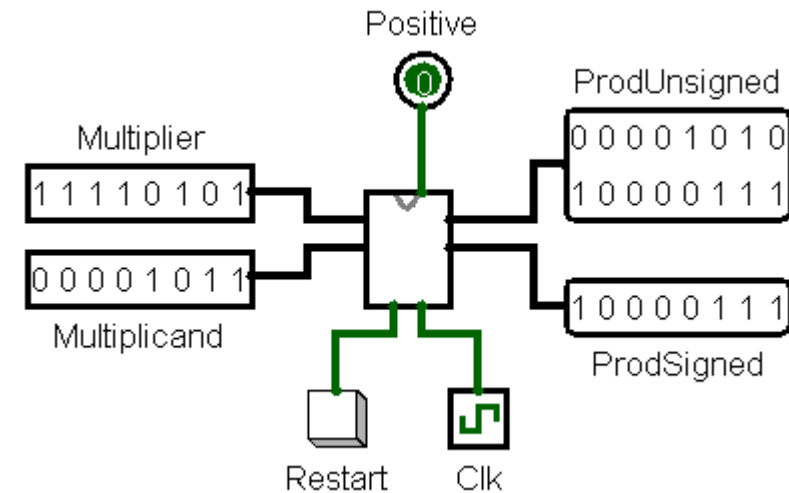 Positive
0
ProdUnsigned
0 0 0 0 1 0 1 0
1 0 0 0 0 1 1 1
Multiplier
1 1 1 1 0 1 0 1
0 0 0 0 1 0 1 1
Multiplicand
1 0 0 0 0 1 1 1
ProdSigned
Restart
Clk